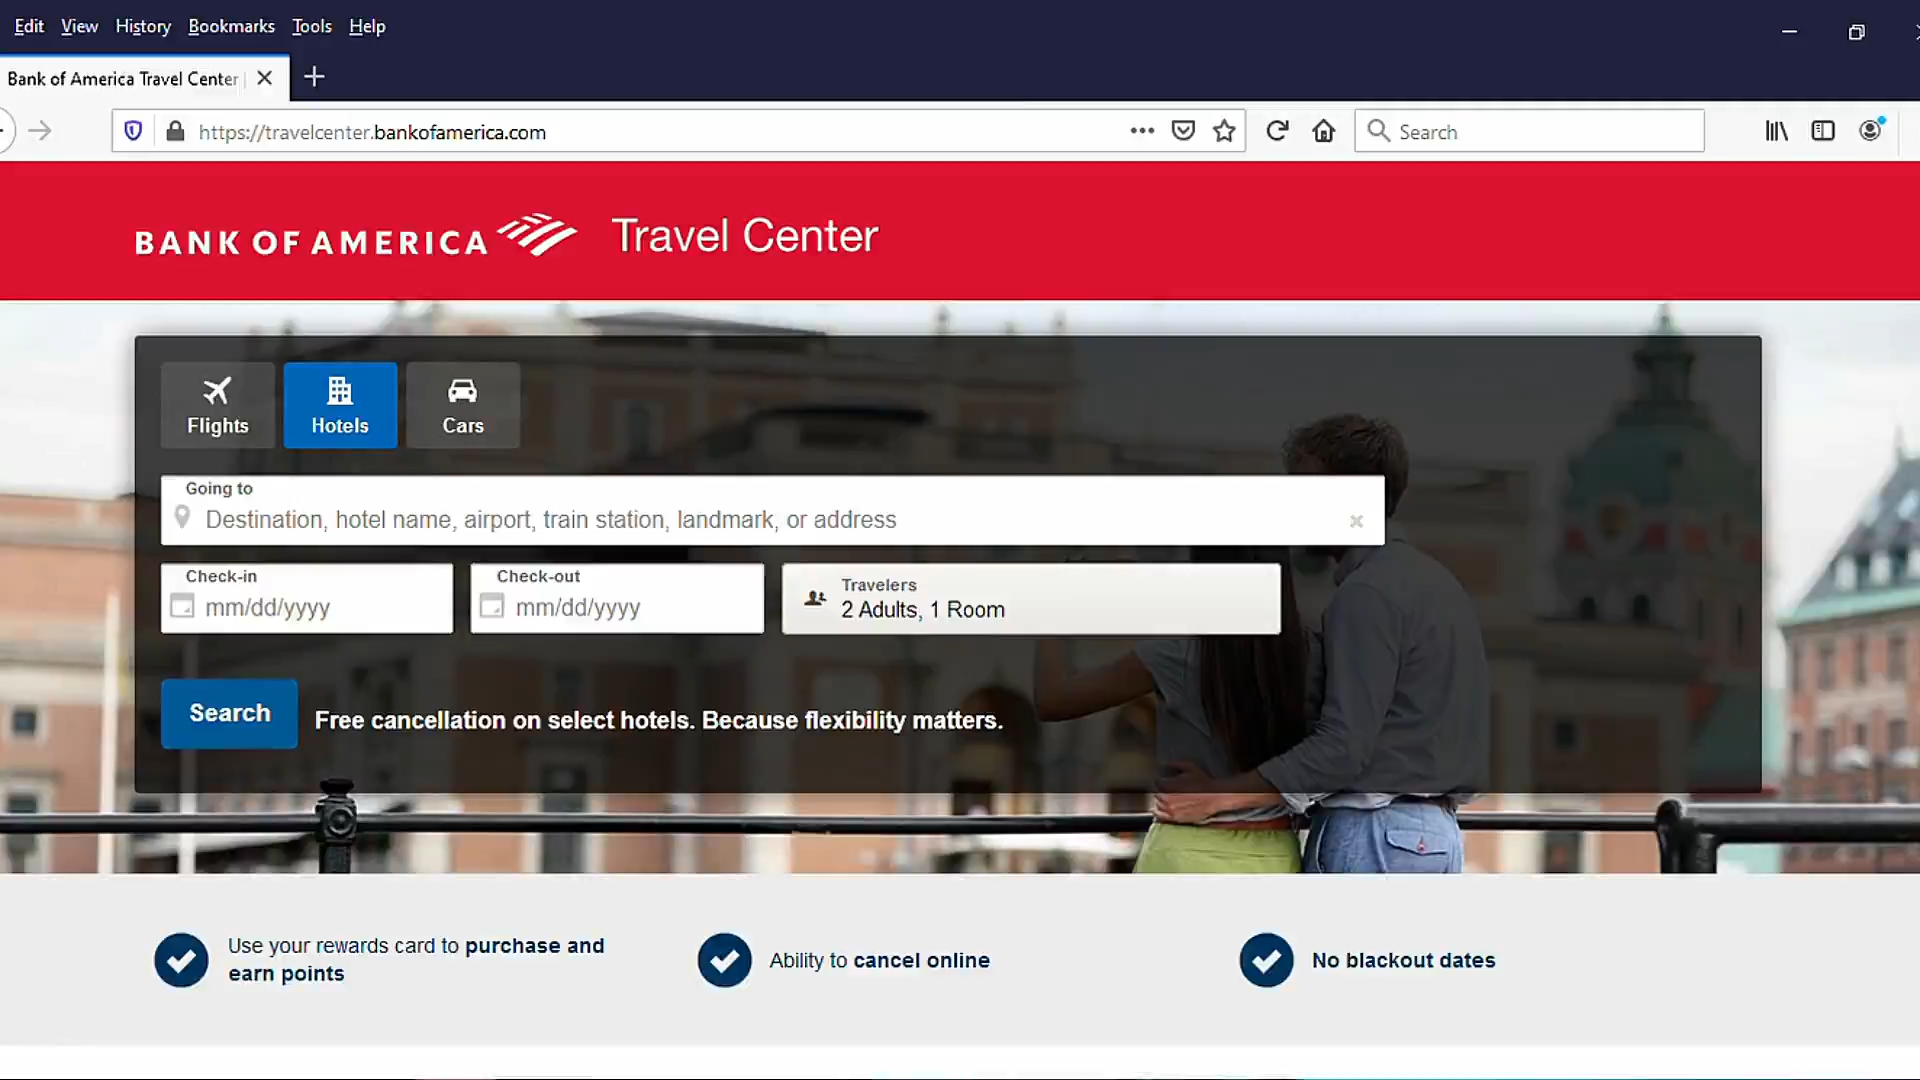 Edit View History Bookmarks Tools Help
Bank of America Travel Center
https://travelcenter.bankofamerica.com
Search
BANK OF AMERICA Travel Center
Flights Hotels Cars
Going to
Destination, hotel name, airport, train station, landmark, or address
Check-in Check-out Travelers
mm/dd/yyyy mm/dd/yyyy 2 Adults, 1 Room
Search Free cancellation on select hotels. Because flexibility matters.
Use your rewards card to purchase and
earn points
Ability to cancel online
No blackout dates